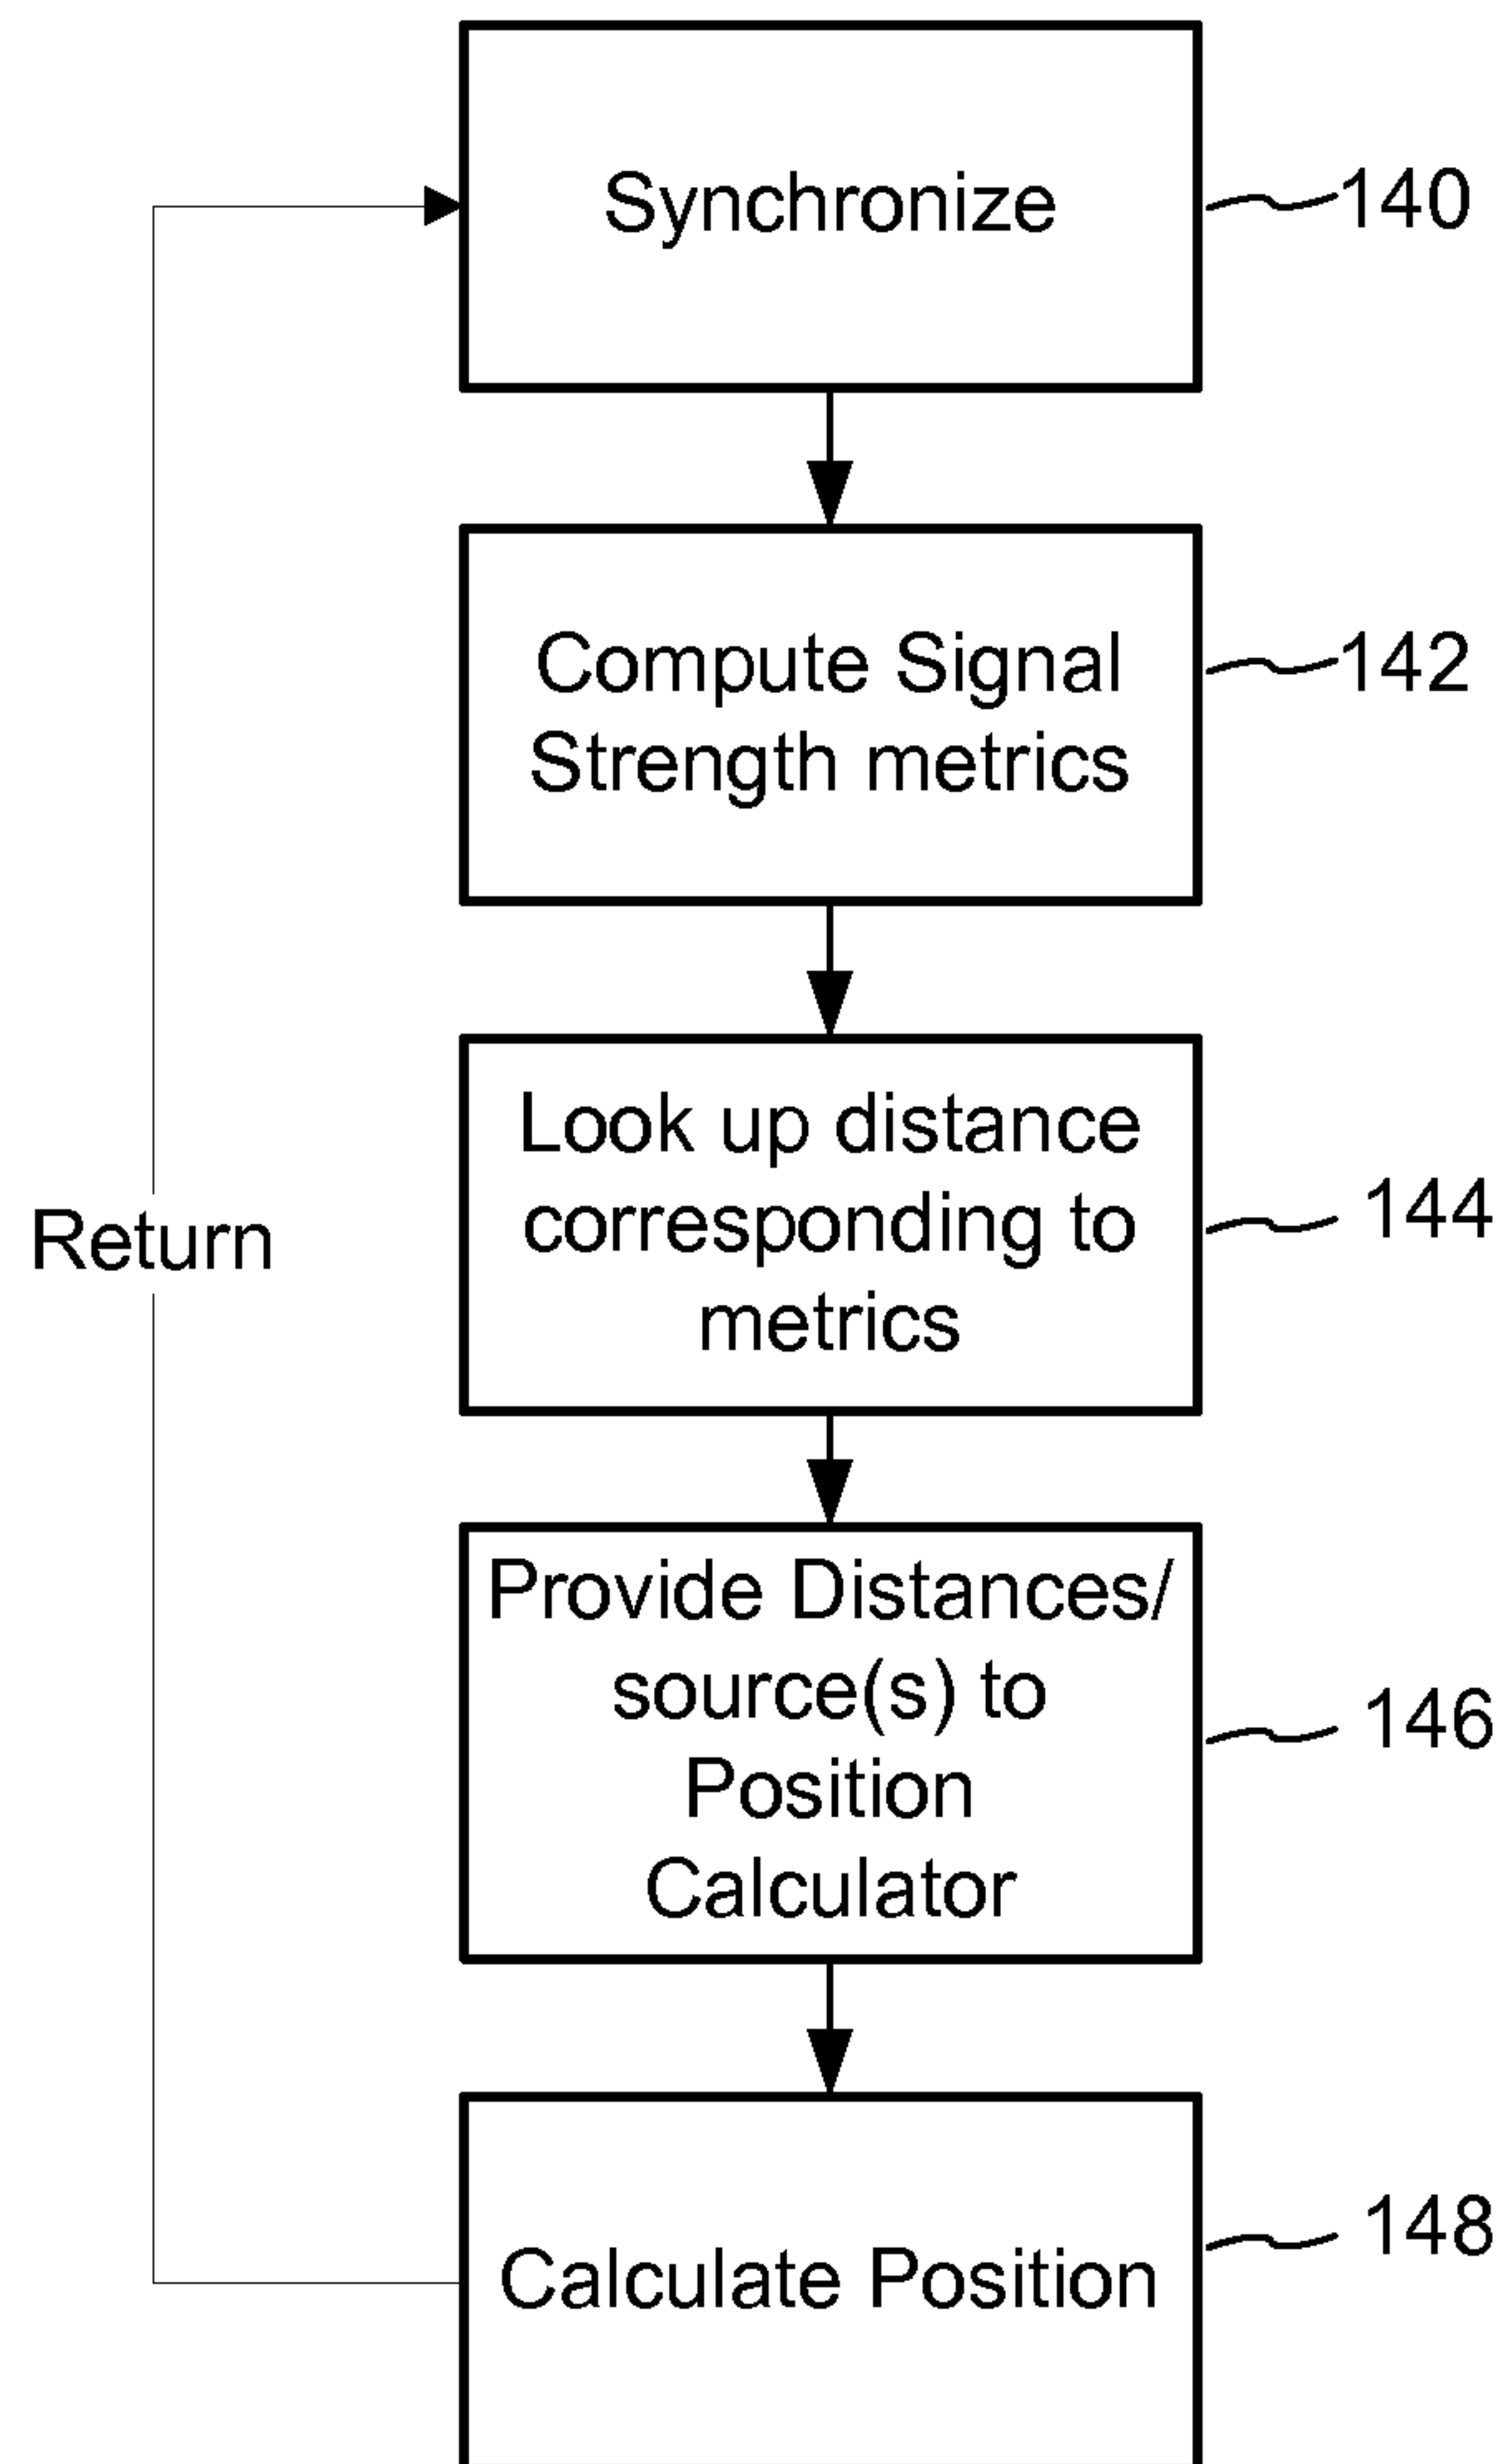 Synchronize
140
Compute Signal
Strength metrics
142
Look up distance
corresponding to
metrics
144
Return
Provide Distances/
source(s) to
Position
Calculator
146
Calculate Position
148